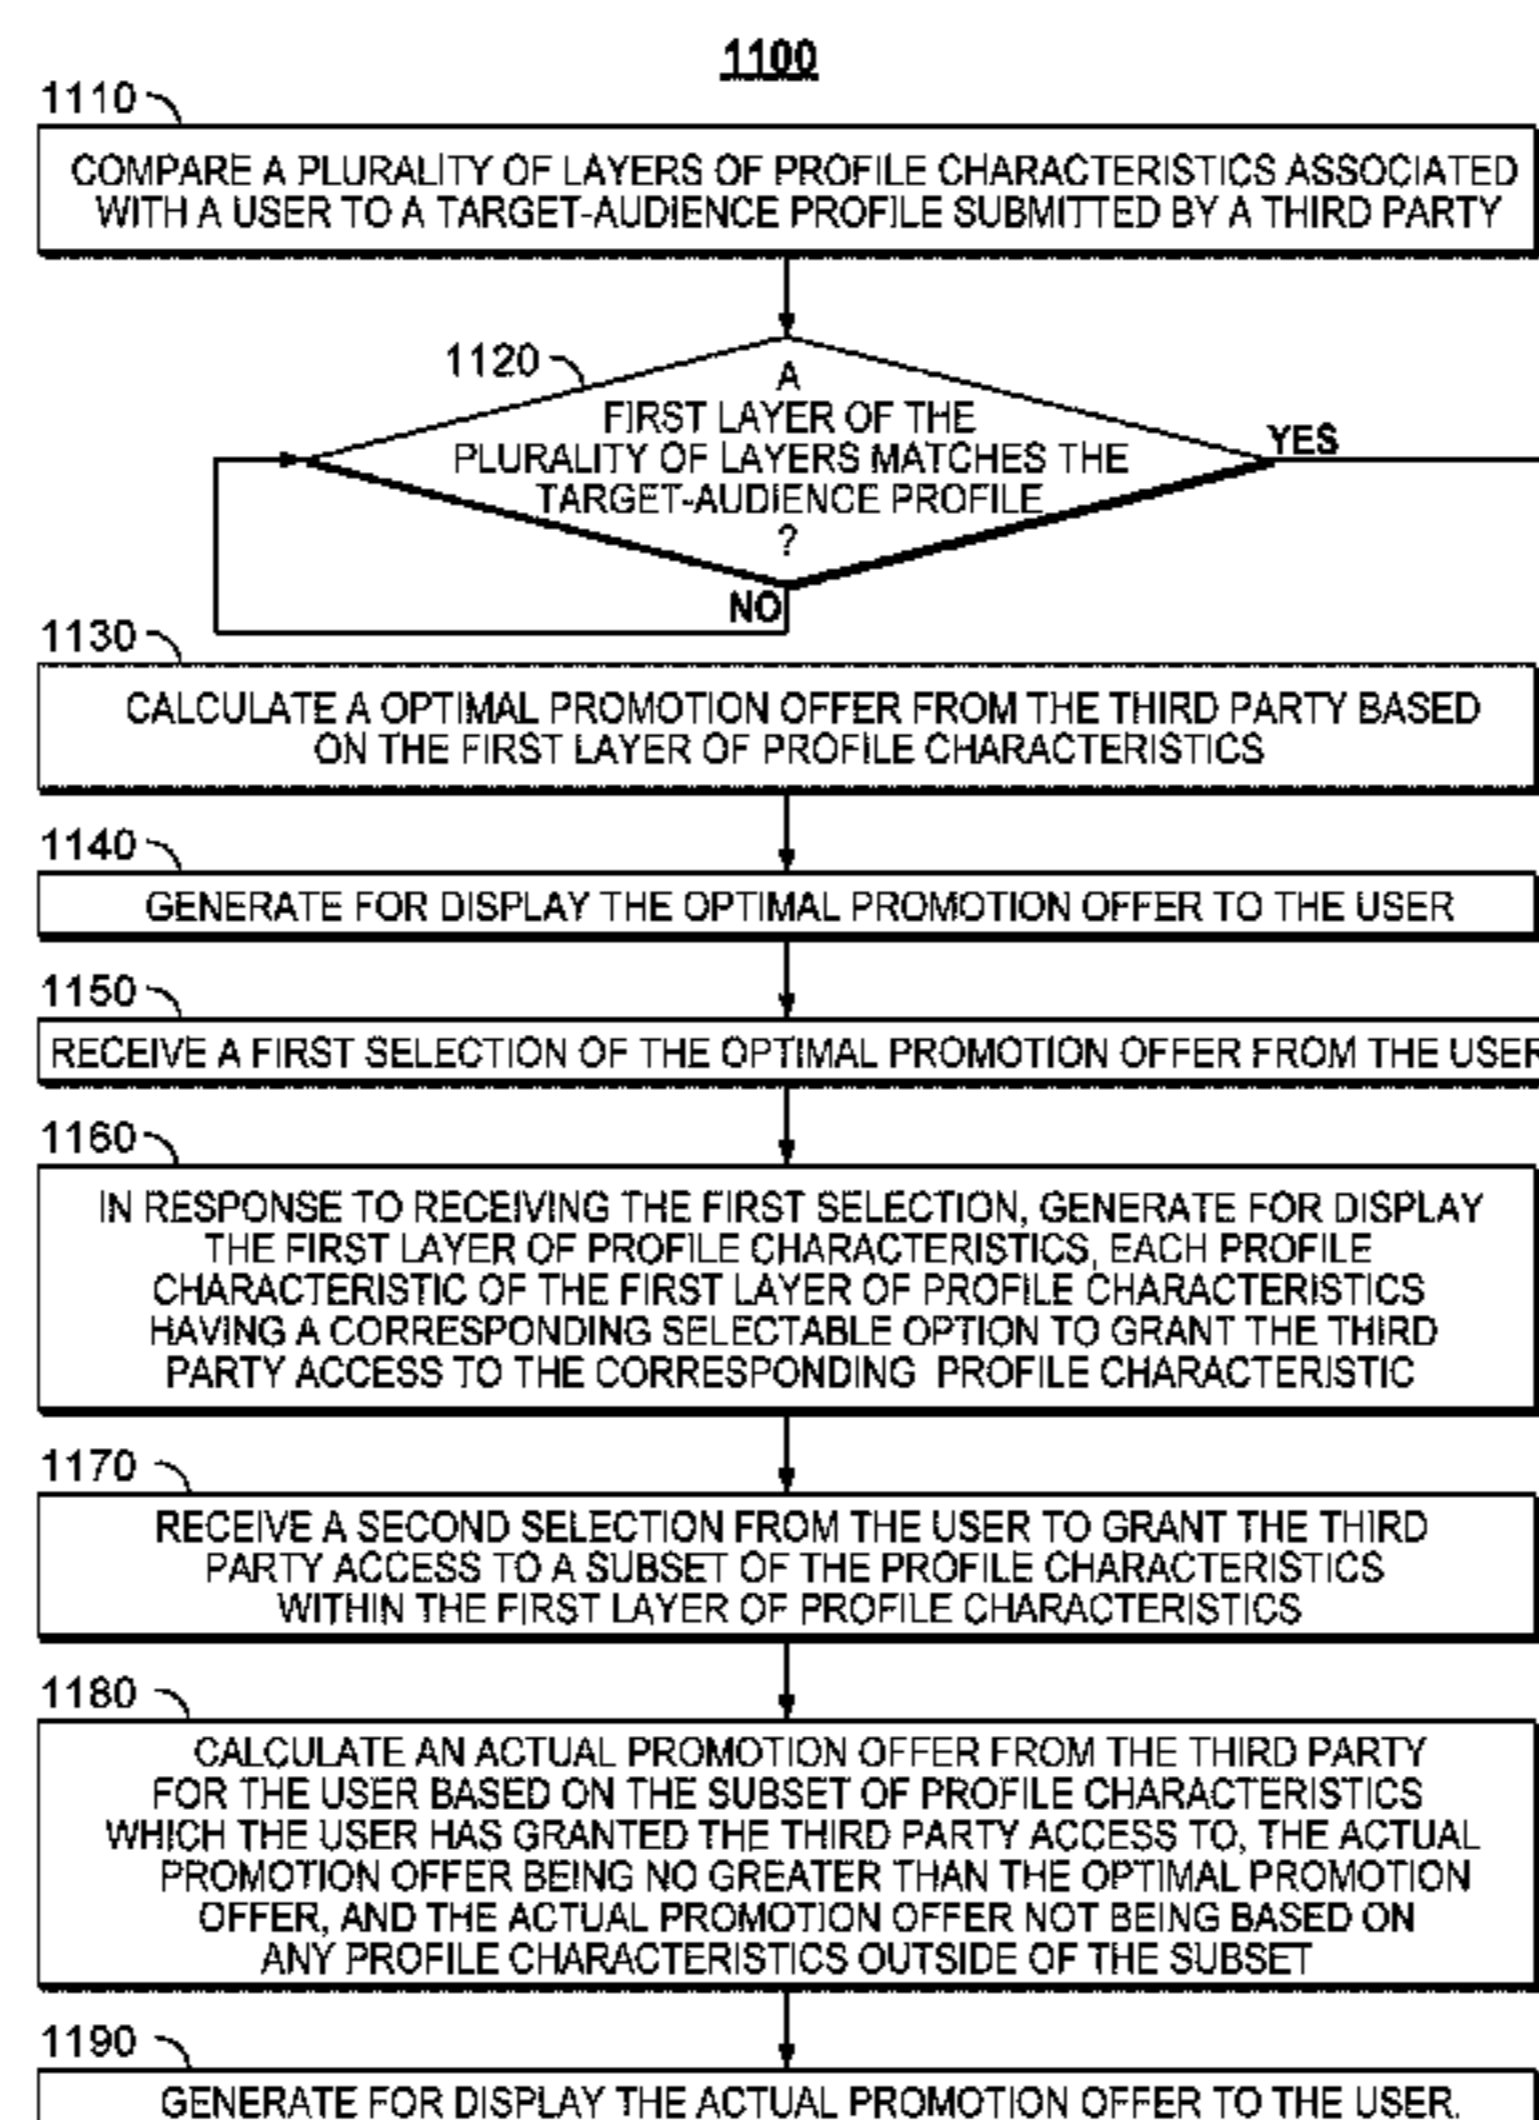 1100
1110
COMPARE A PLURALITY OF LAYERS OF PROFILE CHARACTERISTICS ASSOCIATED
WITH A USER TO A TARGET-AUDIENCE PROFILE SUBMITTED BY A THIRD PARTY
1120
A
FIRST LAYER OF THE
PLURALITY OF LAYERS MATCHES THE
TARGET-AUDIENCE PROFILE
?
YES
NO
1130
CALCULATE A OPTIMAL PROMOTION OFFER FROM THE THIRD PARTY BASED
ON THE FIRST LAYER OF PROFILE CHARACTERISTICS
1140
GENERATE FOR DISPLAY THE OPTIMAL PROMOTION OFFER TO THE USER
1150
RECEIVE A FIRST SELECTION OF THE OPTIMAL PROMOTION OFFER FROM THE USER
1160
IN RESPONSE TO RECEIVING THE FIRST SELECTION, GENERATE FOR DISPLAY
THE FIRST LAYER OF PROFILE CHARACTERISTICS, EACH PROFILE
CHARACTERISTIC OF THE FIRST LAYER OF PROFILE CHARACTERISTICS
HAVING A CORRESPONDING SELECTABLE OPTION TO GRANT THE THIRD
PARTY ACCESS TO THE CORRESPONDING PROFILE CHARACTERISTIC
1170
RECEIVE A SECOND SELECTION FROM THE USER TO GRANT THE THIRD
PARTY ACCESS TO A SUBSET OF THE PROFILE CHARACTERISTICS
WITHIN THE FIRST LAYER OF PROFILE CHARACTERISTICS
1180
CALCULATE AN ACTUAL PROMOTION OFFER FROM THE THIRD PARTY
FOR THE USER BASED ON THE SUBSET OF PROFILE CHARACTERISTICS
WHICH THE USER HAS GRANTED THE THIRD PARTY ACCESS TO, THE ACTUAL
PROMOTION OFFER BEING NO GREATER THAN THE OPTIMAL PROMOTION
OFFER, AND THE ACTUAL PROMOTION OFFER NOT BEING BASED ON
ANY PROFILE CHARACTERISTICS OUTSIDE OF THE SUBSET
1190
GENERATE FOR DISPLAY THE ACTUAL PROMOTION OFFER TO THE USER.